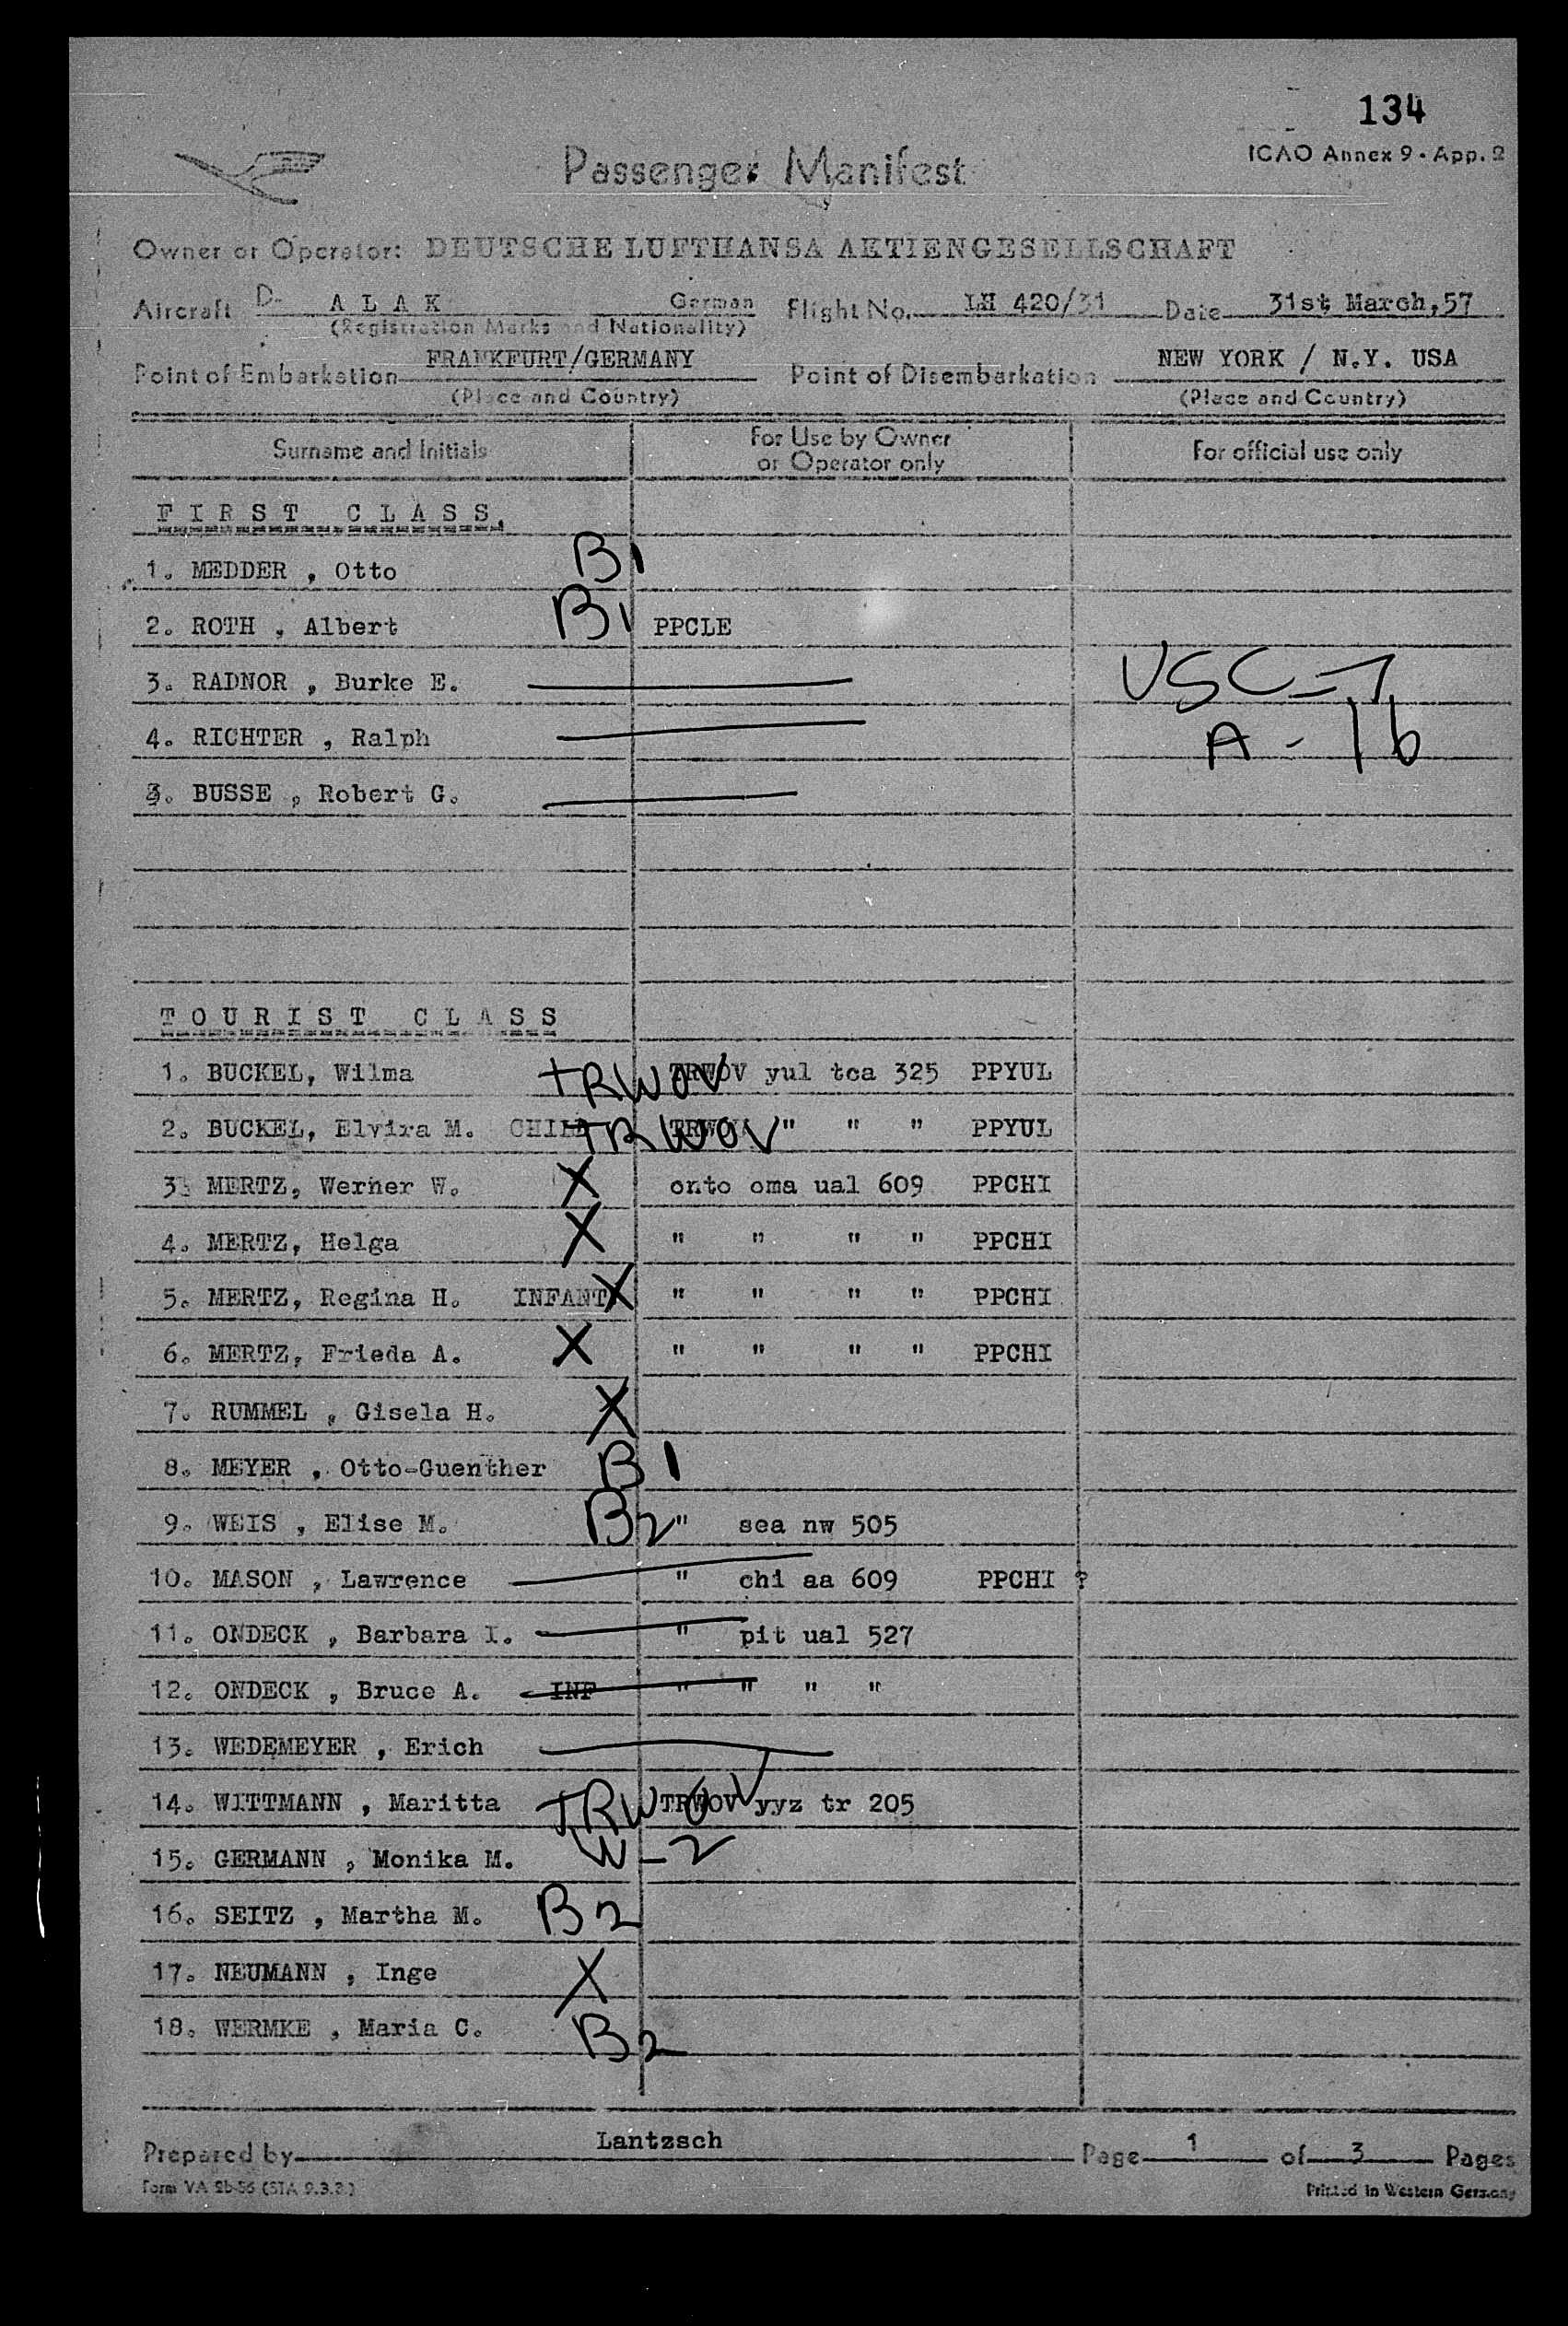 134
ICAO Annex 9 · App. 2
Passenger Manifest
Owner or Operator: DEUTSCHE LUFTHANSA AKTIENGESELLSCHAFT
Aircraft D- A L A K German Flight No. LH 420/31 Date 31st March,57
(Registration Marks and Nationality)
Point of Embarkation FRANKFURT/GERMANY Point of Disembarkation NEW YORK / N.Y. USA
(Place and Country) (Place and Country)
Surname and Initials For Use by Owner or Operator only For official use only
F I R S T C L A S S
1. MEDDER , Otto B1
2. ROTH , Albert B1 PPCLE
3. RADNOR , Burke E. USC-7
4. RICHTER , Ralph A - 16
BUSSE , Robert G.
T O U R I S T C L A S S
1. BUCKEL, Wilma TRWOV TRWOV yul tca 325 PPYUL
2. BUCKEL, Elvira M. CHILD TRWOV " " " PPYUL
3. MERTZ, Werner W. X onto oma ual 609 PPCHI
4. MERTZ, Helga X " " " " PPCHI
5. MERTZ, Regina H. INFANT X " " " " PPCHI
6. MERTZ, Frieda A. X " " " " PPCHI
7. RUMMEL , Gisela H. X
8. MEYER , Otto-Guenther B1
9. WEIS , Elise M. B2 " sea nw 505
10. MASON , Lawrence " chi aa 609 PPCHI ?
11. ONDECK , Barbara I. " pit ual 527
12. ONDECK , Bruce A. INF " " " "
13. WEDEMEYER , Erich
14. WITTMANN , Maritta TRWOV TRWOV yyz tr 205
15. GERMANN , Monika M. W-2
16. SEITZ , Martha M. B2
17. NEUMANN , Inge X
18. WERMKE , Maria C. B2
Prepared by Lantzsch Page 1 of 3 Pages
Form VA 2b-56 Printed in Western Germany